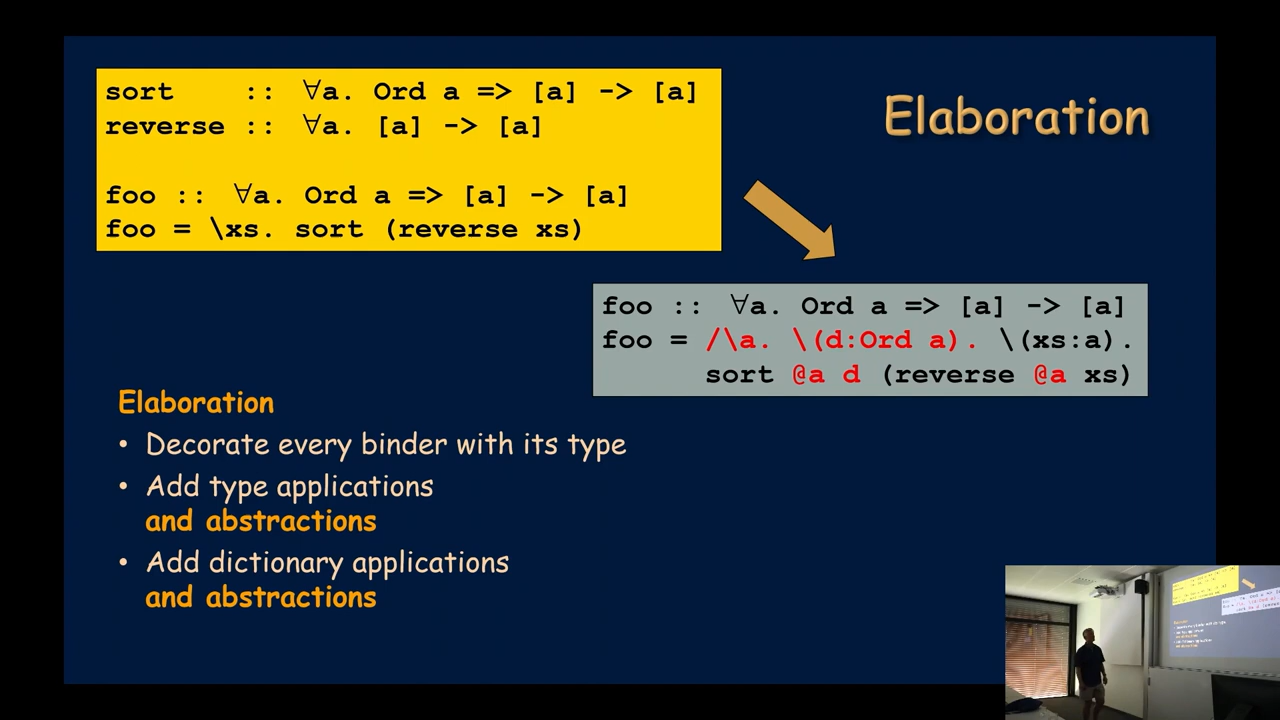 sort :: ∀a. Ord a => [a] -> [a]
reverse :: ∀a. [a] -> [a]
foo :: ∀a. Ord a => [a] -> [a]
foo = \xs. sort (reverse xs)
Elaboration
foo :: ∀a. Ord a => [a] -> [a]
foo = /\a. \(d:Ord a). \(xs:a).
sort @a d (reverse @a xs)
Elaboration
• Decorate every binder with its type
• Add type applications
and abstractions
• Add dictionary applications
and abstractions